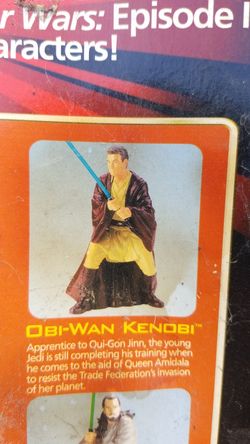 r Wars: Episode I
aracters!
OBI-WAN KENOBI™
Apprentice to Qui-Gon Jinn, the young
Jedi is still completing his training when
he comes to the aid of Queen Amidala
to resist the Trade Federation's invasion
of her planet.